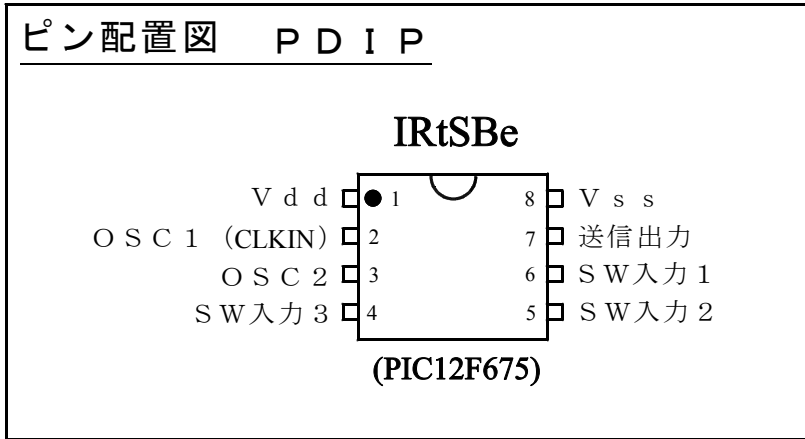 ピン配置図　ＰＤＩＰ
IRtSBe
Ｖｄｄ 1 8 Ｖｓｓ
ＯＳＣ１（CLKIN） 2 7 送信出力
ＯＳＣ２ 3 6 ＳＷ入力１
ＳＷ入力３ 4 5 ＳＷ入力２
(PIC12F675)